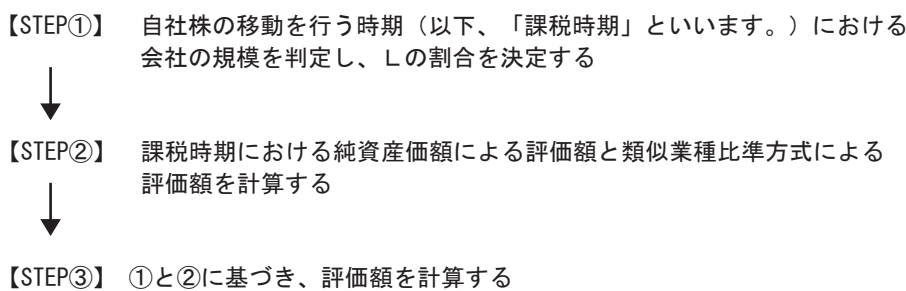 【STEP①】 自社株の移動を行う時期（以下、「課税時期」といいます。）における
会社の規模を判定し、Ｌの割合を決定する
【STEP②】 課税時期における純資産価額による評価額と類似業種比準方式による
評価額を計算する
【STEP③】 ①と②に基づき、評価額を計算する